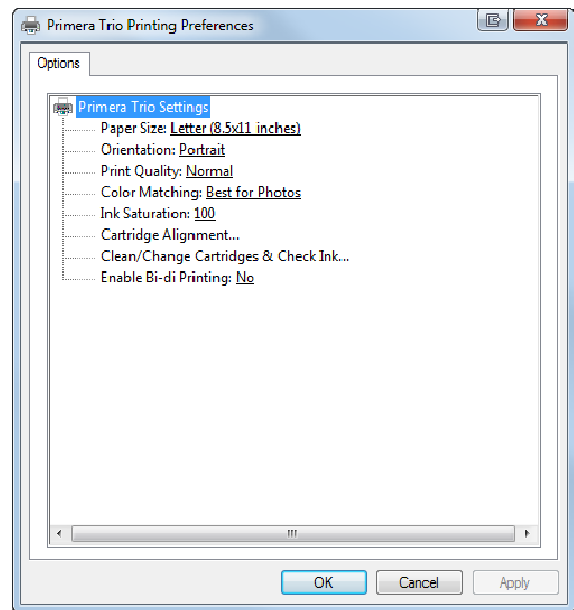 Primera Trio Printing Preferences
Options
Primera Trio Settings
Paper Size: Letter (8.5x11 inches)
Orientation: Portrait
Print Quality: Normal
Color Matching: Best for Photos
Ink Saturation: 100
Cartridge Alignment...
Clean/Change Cartridges & Check Ink...
Enable Bi-di Printing: No
OK Cancel Apply